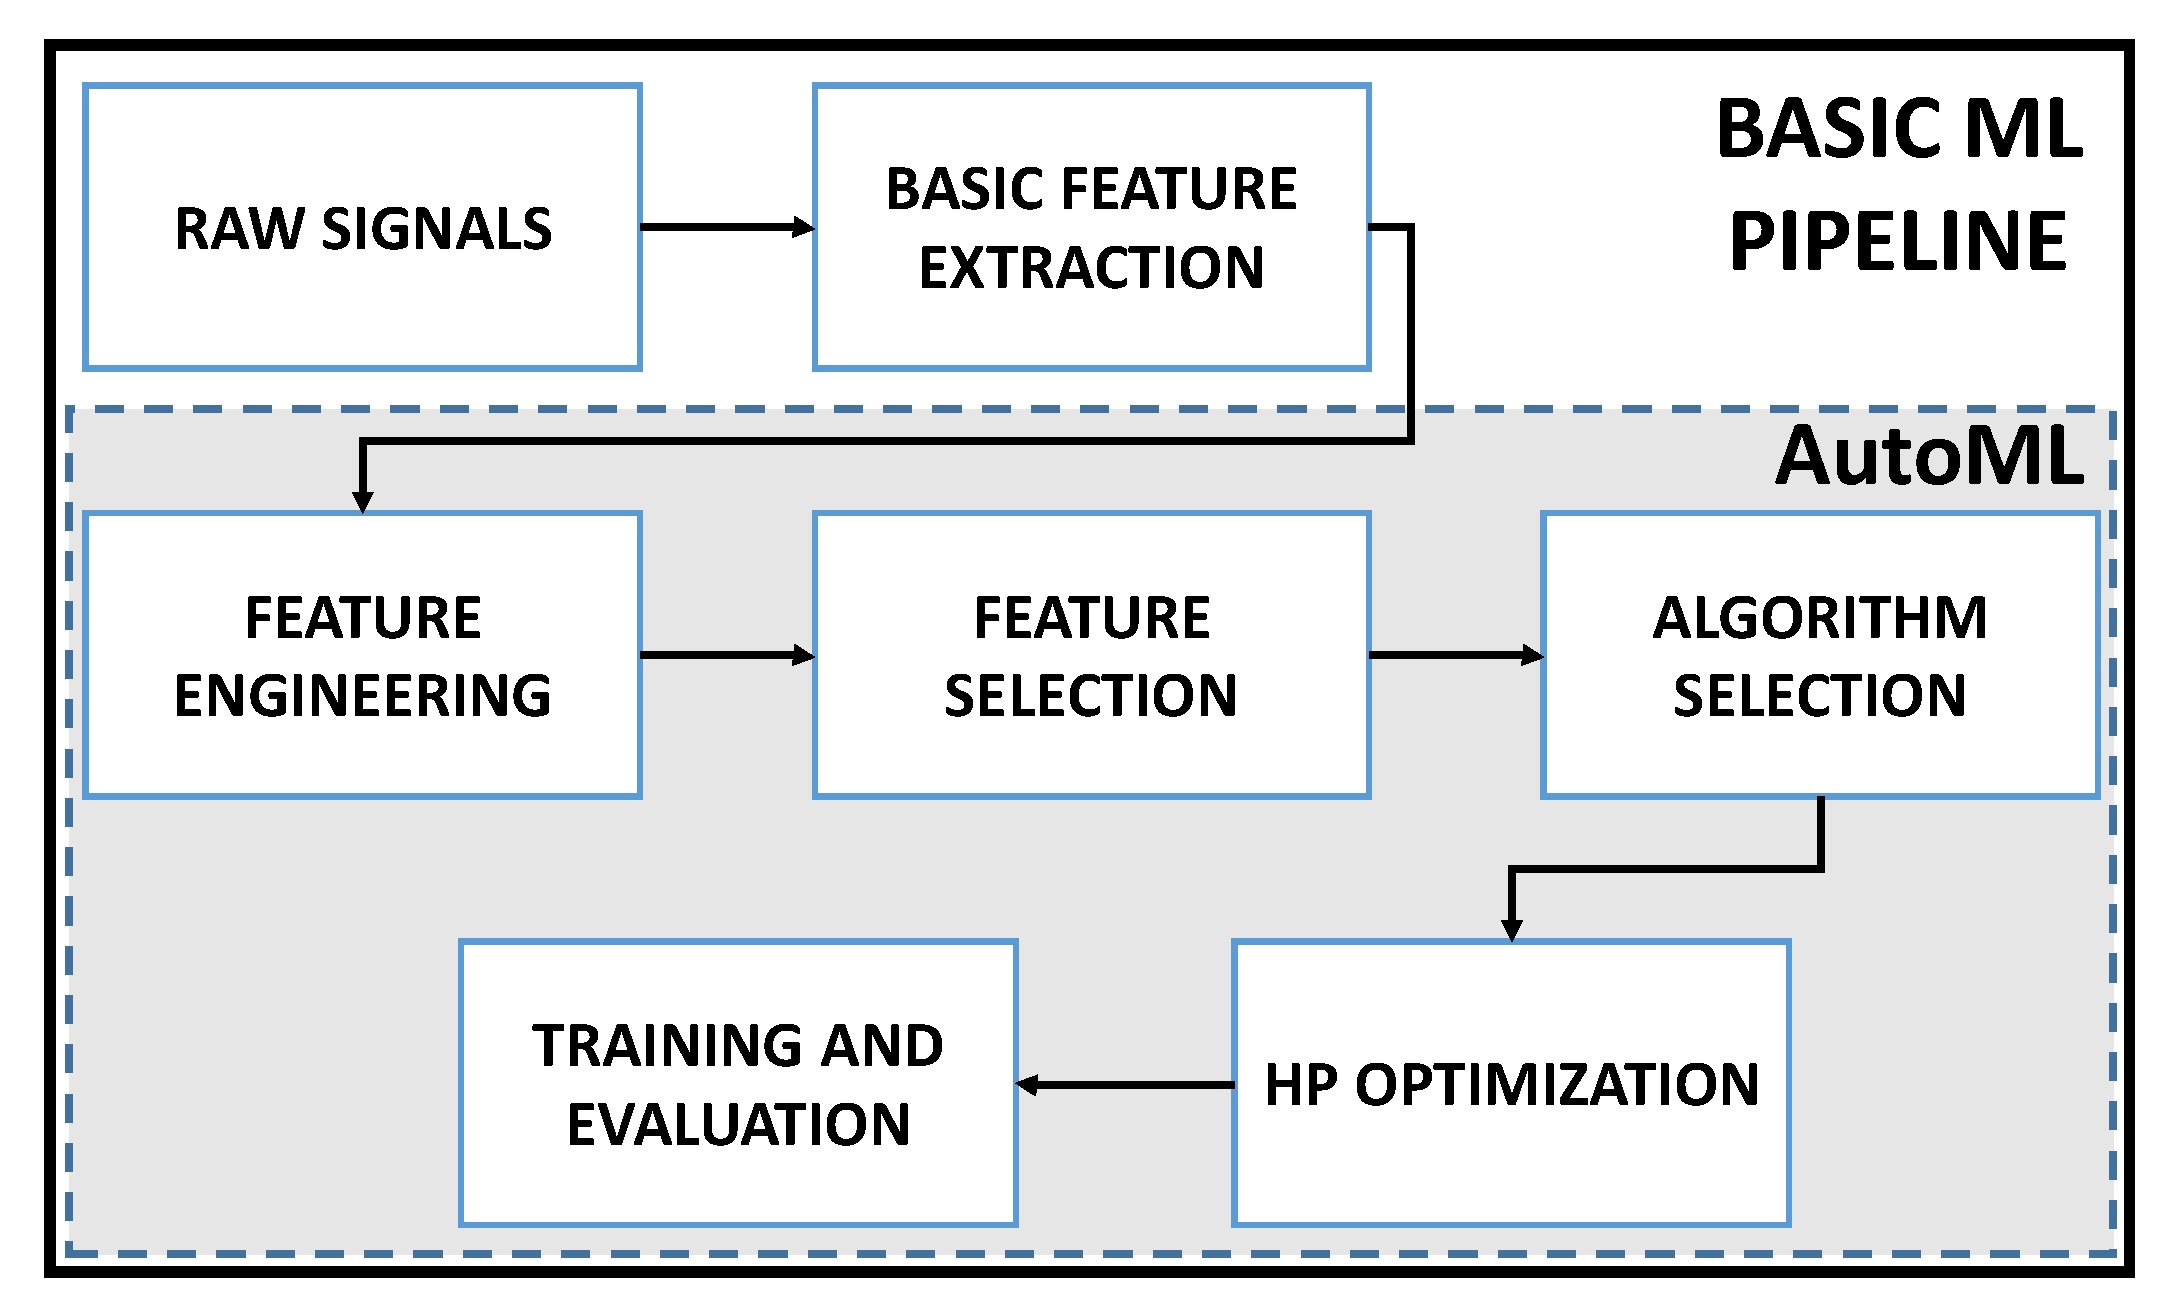 RAW SIGNALS
BASIC FEATURE
EXTRACTION
BASIC ML
PIPELINE
AutoML
FEATURE
ENGINEERING
FEATURE
SELECTION
ALGORITHM
SELECTION
TRAINING AND
EVALUATION
HP OPTIMIZATION